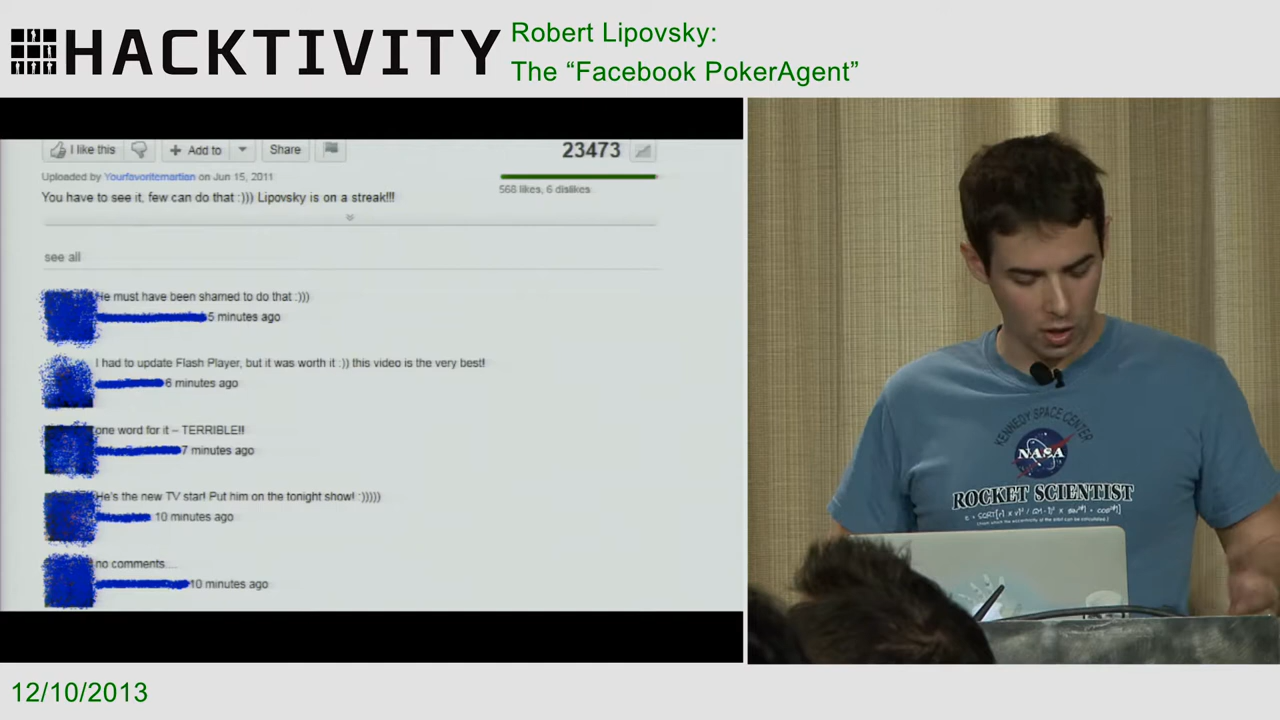 HACKTIVITY
Robert Lipovsky:
The “Facebook PokerAgent”
I like this
Add to
Share
23473
Uploaded by Yourfavoritemartian on Jun 15, 2011
568 likes, 6 dislikes
You have to see it, few can do that :))) Lipovsky is on a streak!!!
see all
He must have been shamed to do that :)))
5 minutes ago
I had to update Flash Player, but it was worth it :)) this video is the very best!
6 minutes ago
one word for it – TERRIBLE!!
7 minutes ago
He's the new TV star! Put him on the tonight show! :)))))
10 minutes ago
no comments....
10 minutes ago
KENNEDY SPACE CENTER
NASA
ROCKET SCIENTIST
12/10/2013